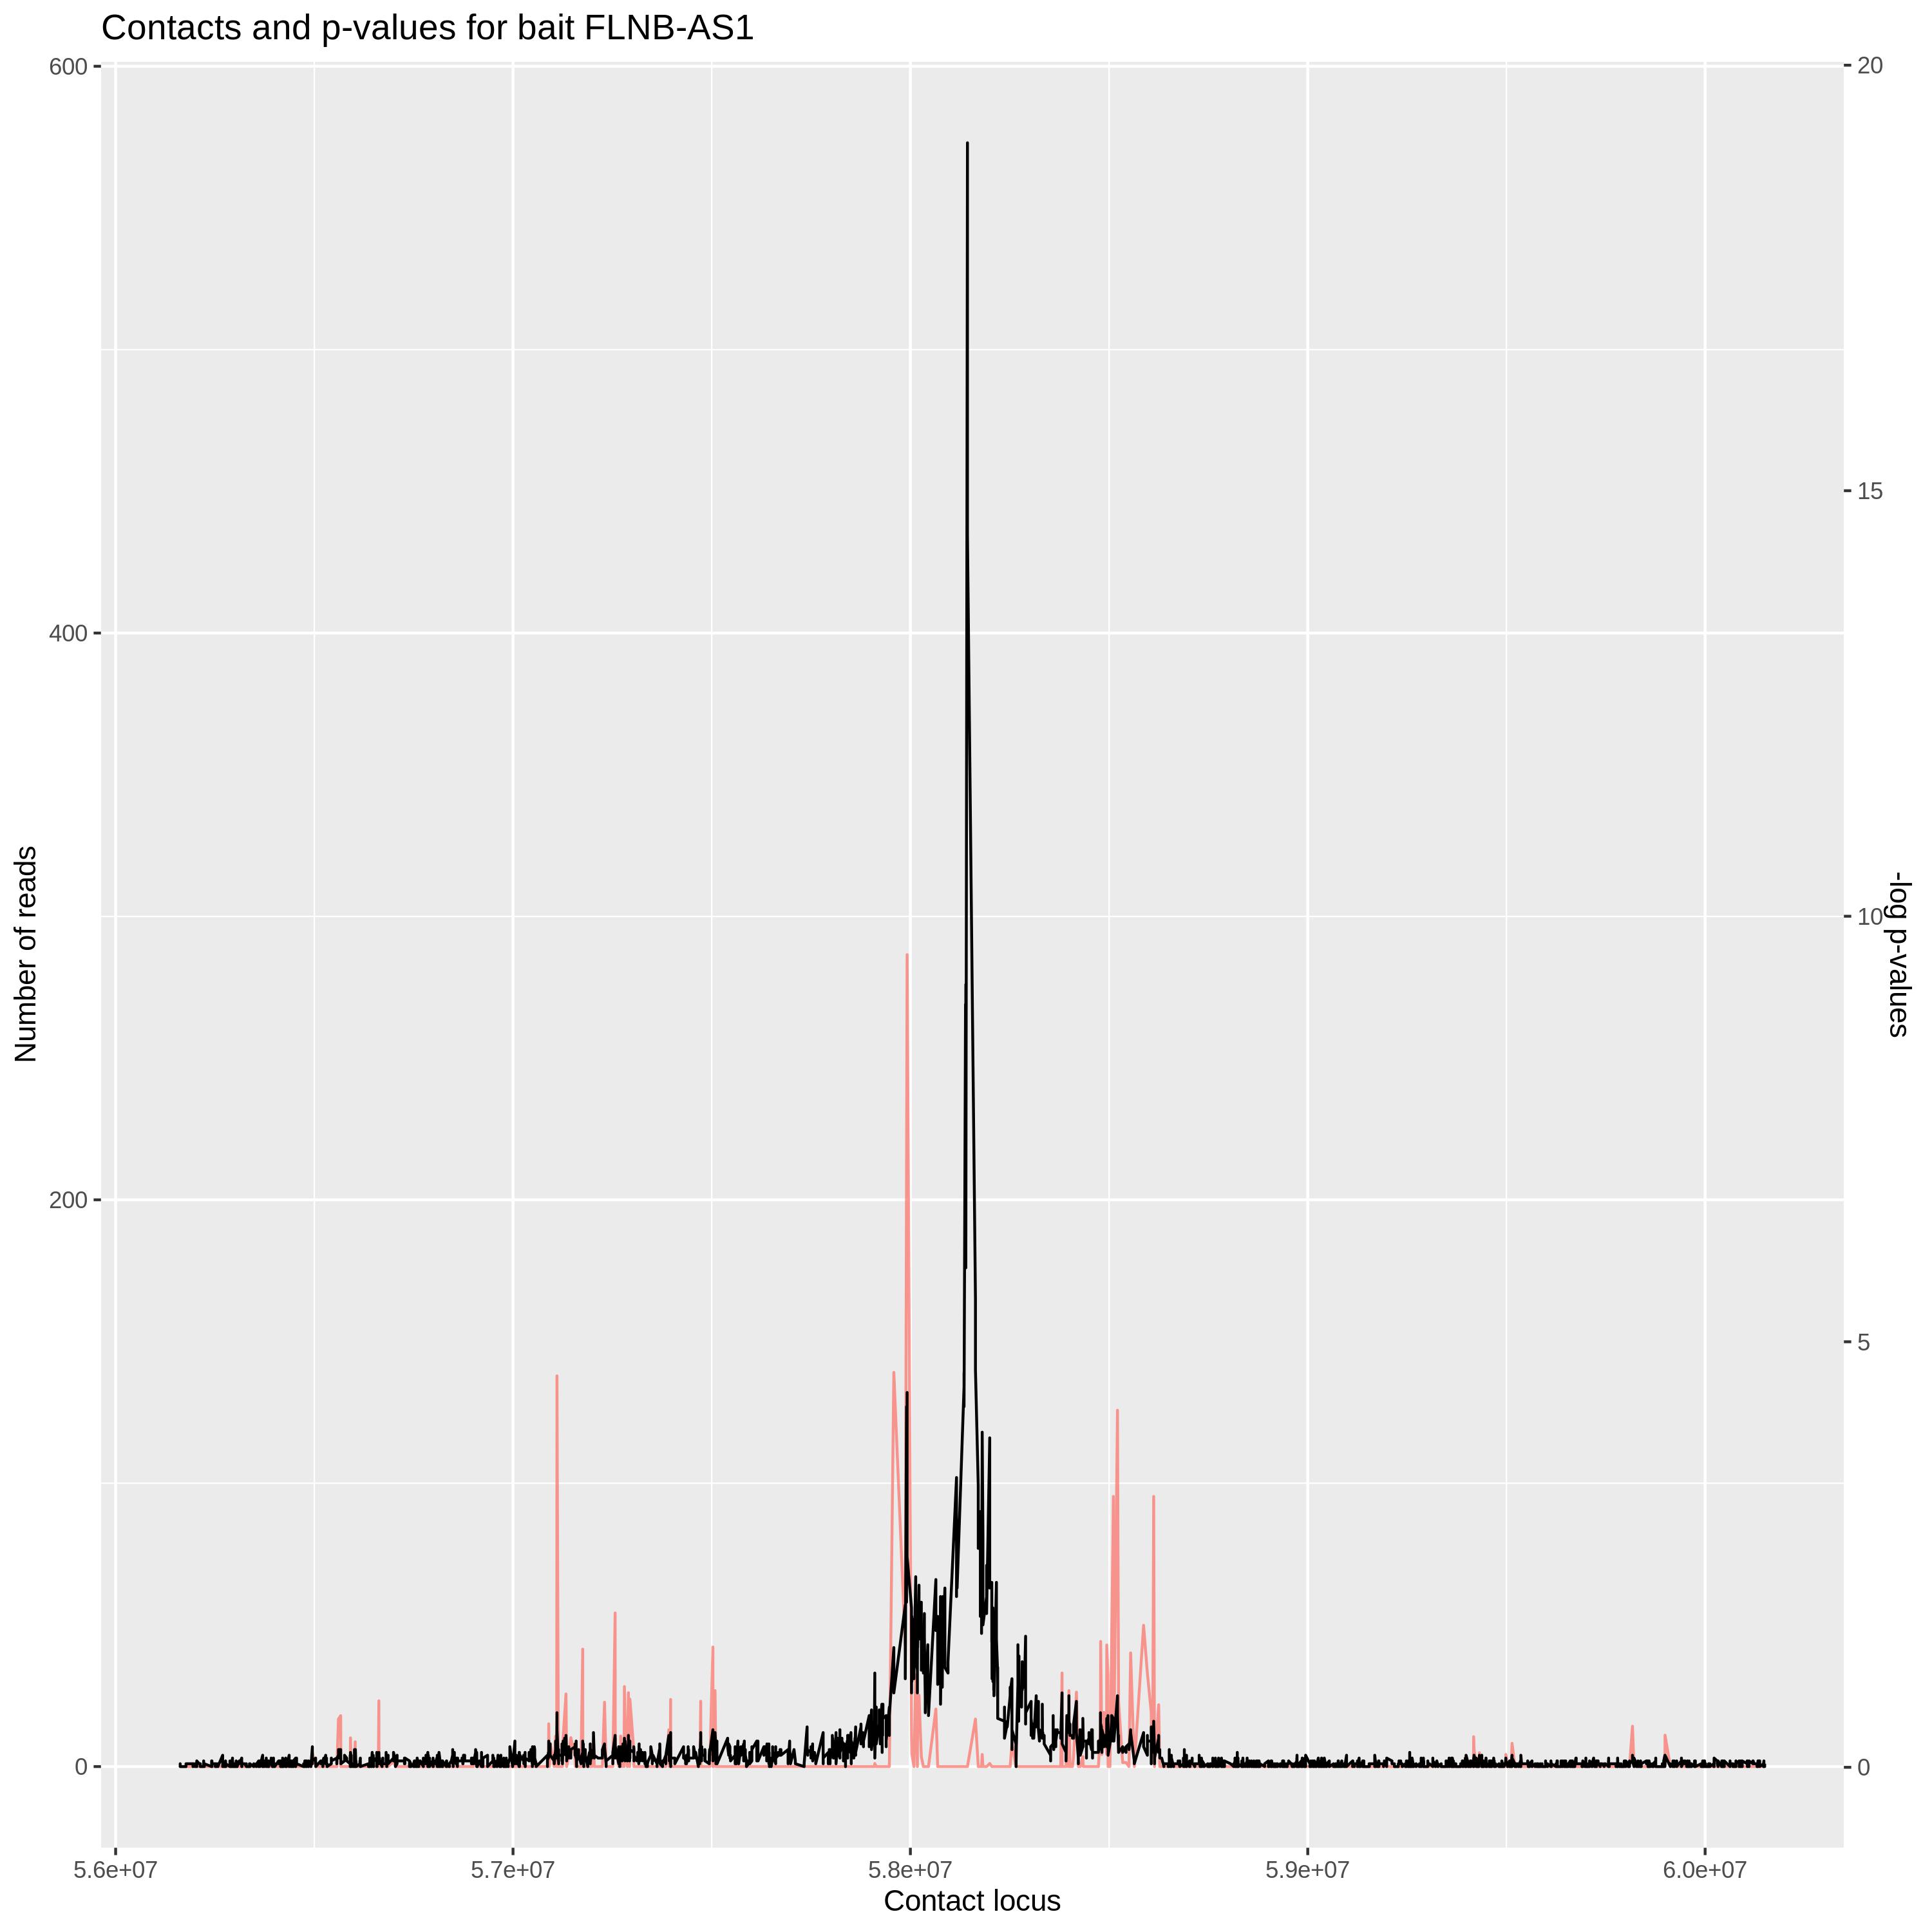 Contacts and p-values for bait FLNB-AS1
600
400
200
0
20
15
10
5
0
Number of reads
-log p-values
5.6e+07 5.7e+07 5.8e+07 5.9e+07 6.0e+07
Contact locus